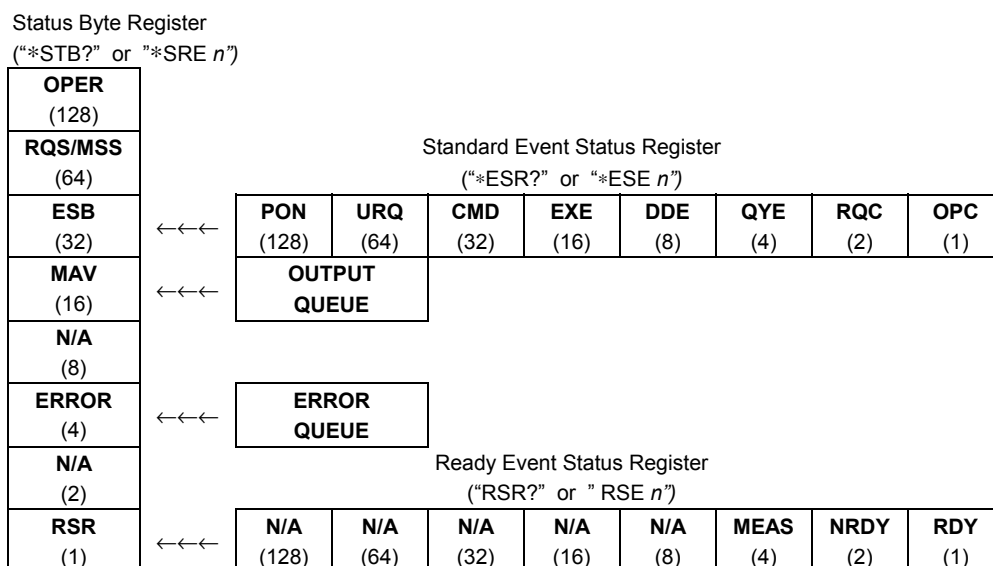 Status Byte Register
(“∗STB?” or ”∗SRE n”)
OPER
(128)
RQS/MSS
(64)
Standard Event Status Register
(“∗ESR?” or “∗ESE n”)
ESB
(32)
←←←
PON URQ CMD EXE DDE QYE RQC OPC
(128) (64) (32) (16) (8) (4) (2) (1)
MAV
(16)
←←←
OUTPUT
QUEUE
N/A
(8)
ERROR
(4)
←←←
ERROR
QUEUE
N/A
(2)
Ready Event Status Register
(“RSR?” or ” RSE n”)
RSR
(1)
←←←
N/A N/A N/A N/A N/A MEAS NRDY RDY
(128) (64) (32) (16) (8) (4) (2) (1)